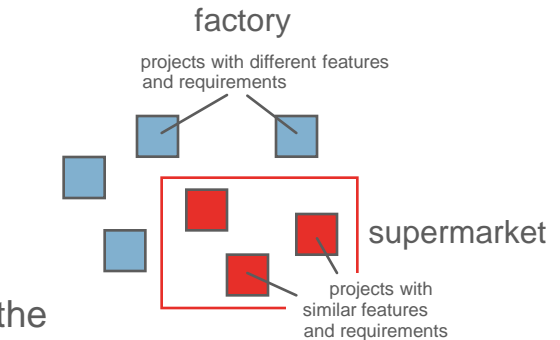 factory
projects with different features
and requirements
supermarket
projects with
similar features
and requirements
the